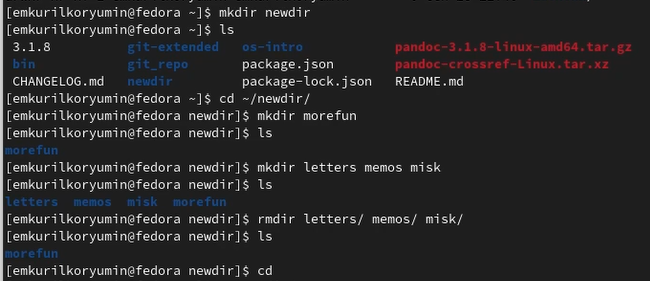 [emkurilkoryumin@fedora ~]$ mkdir newdir
[emkurilkoryumin@fedora ~]$ ls
3.1.8 git-extended os-intro pandoc-3.1.8-linux-amd64.tar.gz
bin git_repo package.json pandoc-crossref-Linux.tar.xz
CHANGELOG.md newdir package-lock.json README.md
[emkurilkoryumin@fedora ~]$ cd ~/newdir/
[emkurilkoryumin@fedora newdir]$ mkdir morefun
[emkurilkoryumin@fedora newdir]$ ls
morefun
[emkurilkoryumin@fedora newdir]$ mkdir letters memos misk
[emkurilkoryumin@fedora newdir]$ ls
letters memos misk morefun
[emkurilkoryumin@fedora newdir]$ rmdir letters/ memos/ misk/
[emkurilkoryumin@fedora newdir]$ ls
morefun
[emkurilkoryumin@fedora newdir]$ cd